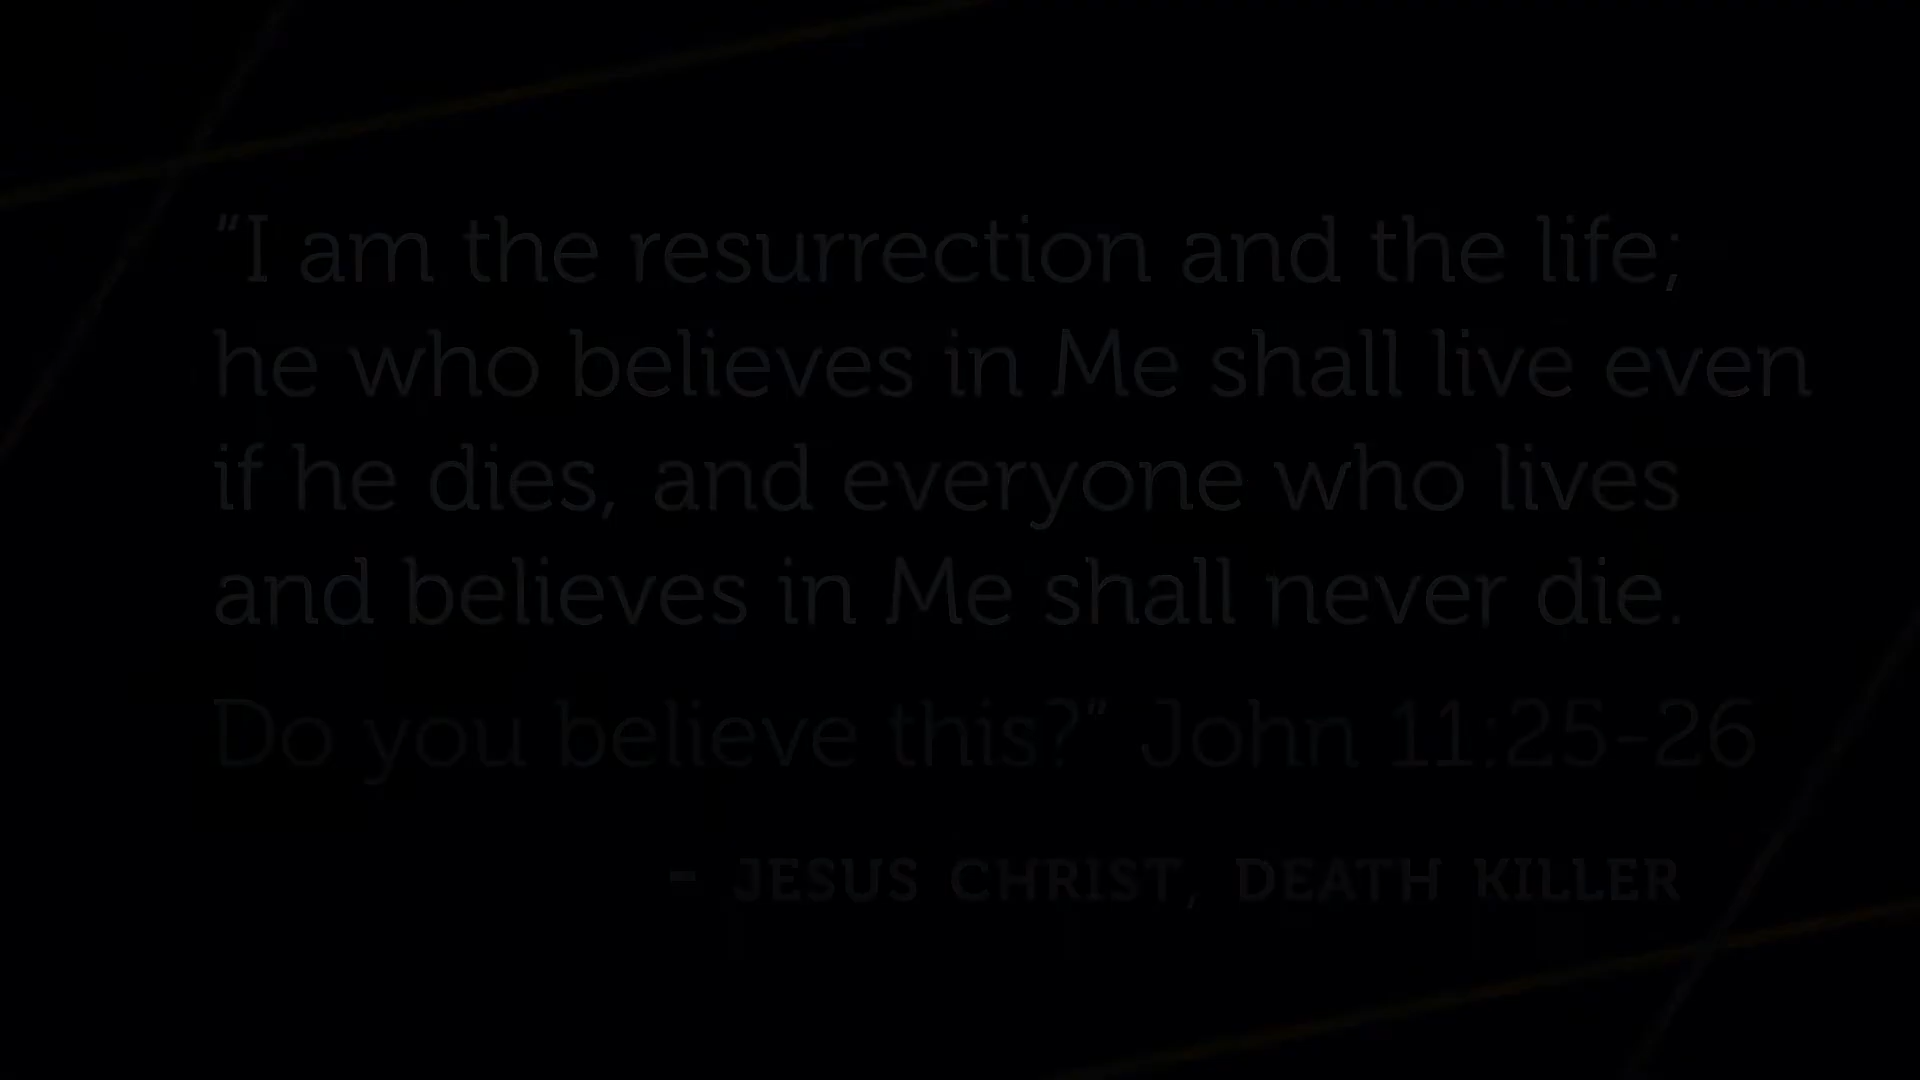 “I am the resurrection and the life;
he who believes in Me shall live even
if he dies, and everyone who lives
and believes in Me shall never die.
Do you believe this?” John 11:25-26
- JESUS CHRIST, DEATH KILLER